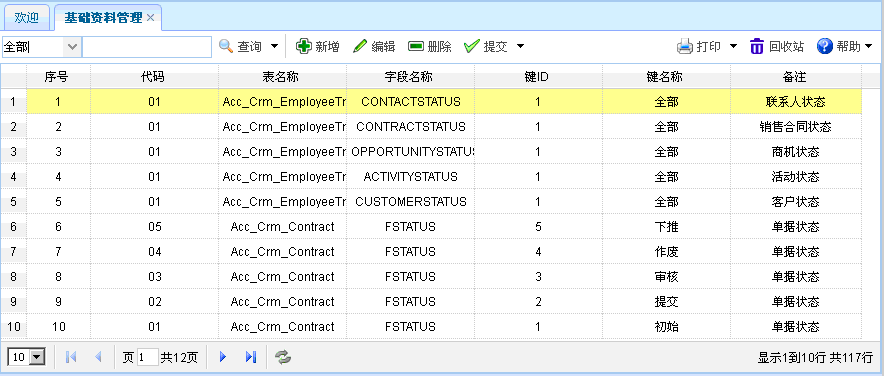 欢迎 基础资料管理
全部 查询 新增 编辑 删除 提交 打印 回收站 帮助
序号 代码 表名称 字段名称 键ID 键名称 备注
1 1 01 Acc_Crm_EmployeeTr CONTACTSTATUS 1 全部 联系人状态
2 2 01 Acc_Crm_EmployeeTr CONTRACTSTATUS 1 全部 销售合同状态
3 3 01 Acc_Crm_EmployeeTr OPPORTUNITYSTATUS 1 全部 商机状态
4 4 01 Acc_Crm_EmployeeTr ACTIVITYSTATUS 1 全部 活动状态
5 5 01 Acc_Crm_EmployeeTr CUSTOMERSTATUS 1 全部 客户状态
6 6 05 Acc_Crm_Contract FSTATUS 5 下推 单据状态
7 7 04 Acc_Crm_Contract FSTATUS 4 作废 单据状态
8 8 03 Acc_Crm_Contract FSTATUS 3 审核 单据状态
9 9 02 Acc_Crm_Contract FSTATUS 2 提交 单据状态
10 10 01 Acc_Crm_Contract FSTATUS 1 初始 单据状态
10 页 1 共12页 显示1到10行 共117行